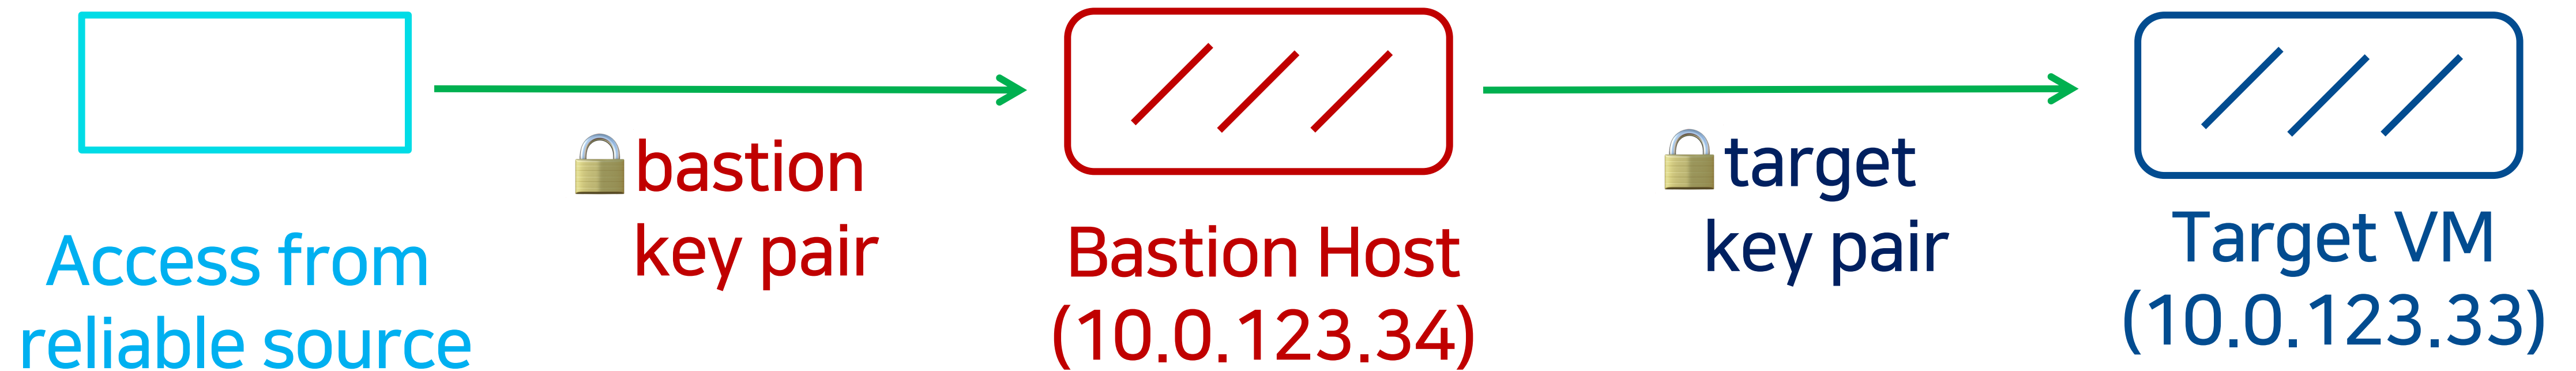 Access from
reliable source
bastion
key pair
Bastion Host
(10.0.123.34)
target
key pair
Target VM
(10.0.123.33)